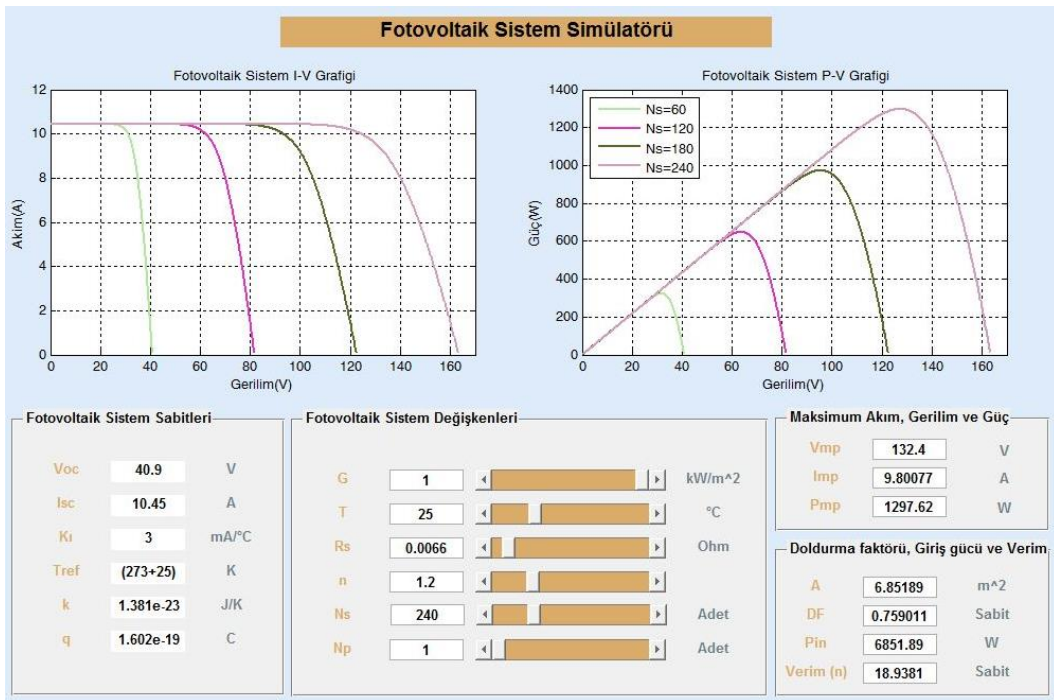 Fotovoltaik Sistem Simülatörü
Fotovoltaik Sistem I-V Grafigi
12
10
8
6
4
2
0
0 20 40 60 80 100 120 140 160
Akim(A)
Gerilim(V)
Fotovoltaik Sistem P-V Grafigi
1400
1200
1000
800
600
400
200
0
0 20 40 60 80 100 120 140 160
Güç(W)
Gerilim(V)
Ns=60
Ns=120
Ns=180
Ns=240
Fotovoltaik Sistem Sabitleri
Voc 40.9 V
Isc 10.45 A
Kı 3 mA/°C
Tref (273+25) K
k 1.381e-23 J/K
q 1.602e-19 C
Fotovoltaik Sistem Değişkenleri
G 1 kW/m^2
T 25 °C
Rs 0.0066 Ohm
n 1.2
Ns 240 Adet
Np 1 Adet
Maksimum Akım, Gerilim ve Güç
Vmp 132.4 V
Imp 9.80077 A
Pmp 1297.62 W
Doldurma faktörü, Giriş gücü ve Verim
A 6.85189 m^2
DF 0.759011 Sabit
Pin 6851.89 W
Verim (n) 18.9381 Sabit